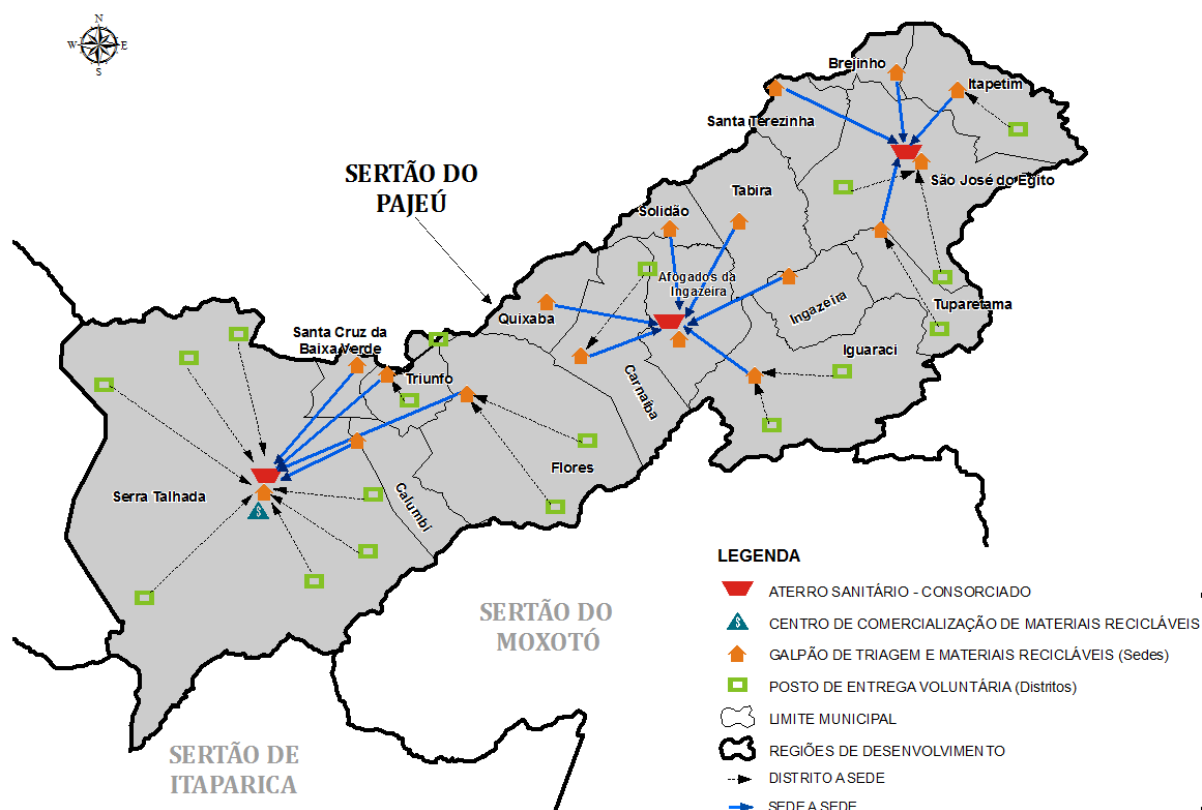 N
W E
S
Brejinho
Itapetim
Santa Terezinha
SERTÃO DO
PAJEÚ
São José do Egito
Tabira
Solidão
Afogados da
Ingazeira
Quixaba
Ingazeira
Tuparetama
Santa Cruz da
Baixa Verde
Iguaraci
Triunfo
Carnaíba
Flores
Serra Talhada
Calumbi
$
SERTÃO DO
MOXOTÓ
SERTÃO DE
ITAPARICA
LEGENDA
ATERRO SANITÁRIO - CONSORCIADO
$ CENTRO DE COMERCIALIZAÇÃO DE MATERIAIS RECICLÁVEIS
GALPÃO DE TRIAGEM E MATERIAIS RECICLÁVEIS (Sedes)
POSTO DE ENTREGA VOLUNTÁRIA (Distritos)
LIMITE MUNICIPAL
REGIÕES DE DESENVOLVIMENTO
DISTRITO A SEDE
SEDE A SEDE